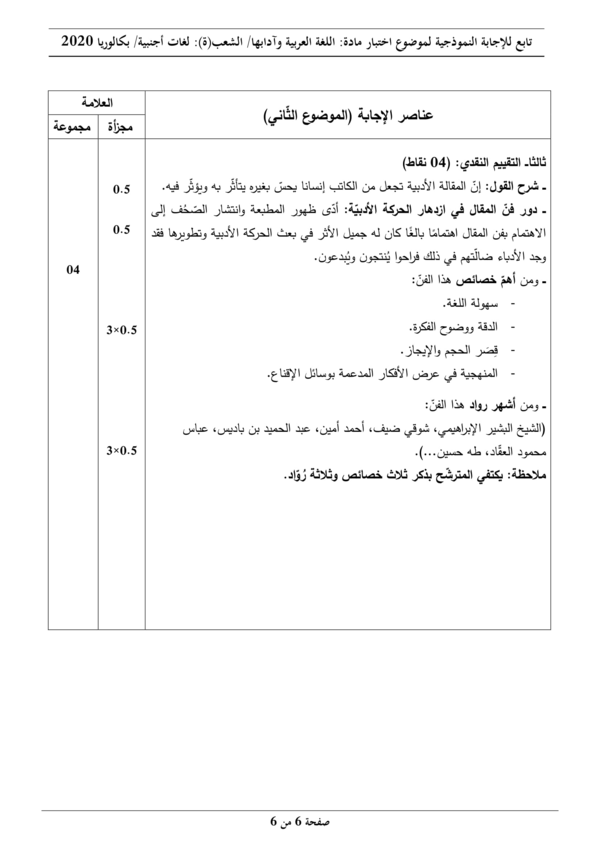 تابع للإجابة النموذجية لموضوع اختبار مادة: اللغة العربية وآدابها/ الشعب(ة): لغات أجنبية/ بكالوريا 2020
العلامة
عناصر الإجابة (الموضوع الثّاني)
مجزأة
مجموعة
ثالثا۔ التقييم النقدي: (04 نقاط)
۔ شرح القول: إنّ المقالة الأدبية تجعل من الكاتب إنسانا يحسّ بغيره يتأثّر به ويؤثّر فيه.
0.5
۔ دور فنّ المقال في ازدهار الحركة الأدبيّة: أدّى ظهور المطبعة وانتشار الصّحُف إلى
0.5
الاهتمام بفن المقال اهتمامًا بالغًا كان له جميل الأثر في بعث الحركة الأدبية وتطويرها فقد
وجد الأدباء ضالّتهم في ذلك فراحوا يُنتجون ويُبدعون.
04
۔ ومن أهمّ خصائص هذا الفنّ:
- سهولة اللغة.
- الدقة ووضوح الفكرة.
3×0.5
- قِصَر الحجم والإيجاز.
- المنهجية في عرض الأفكار المدعمة بوسائل الإقناع.
۔ ومن أشهر رواد هذا الفنّ:
(الشيخ البشير الإبراهيمي، شوقي ضيف، أحمد أمين، عبد الحميد بن باديس، عباس
محمود العقّاد، طه حسين...).
3×0.5
ملاحظة: يكتفي المترشّح بذكر ثلاث خصائص وثلاثة رُوّاد.
صفحة 6 من 6